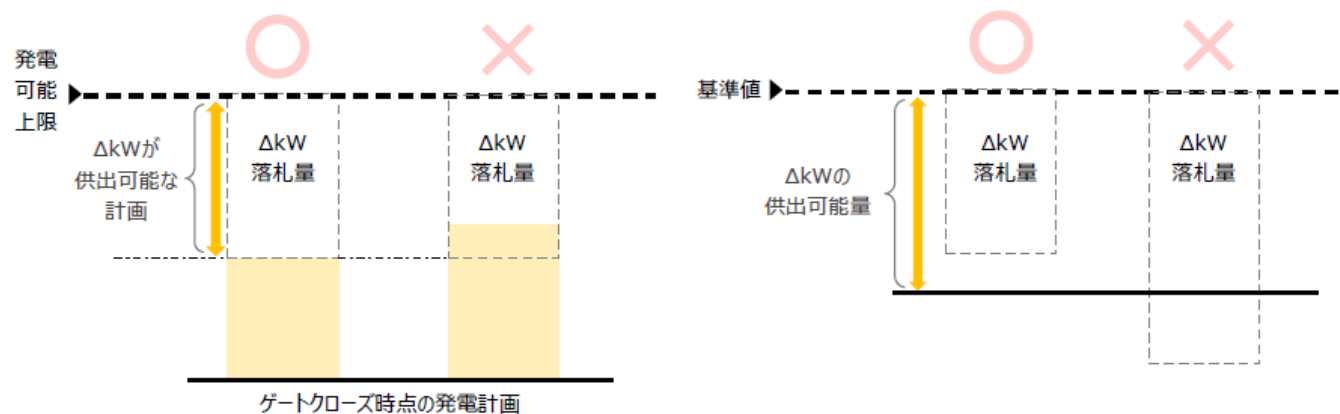 発電
可能
上限
ΔkWが
供出可能な
計画
ΔkW
落札量
ΔkW
落札量
ゲートクローズ時点の発電計画
基準値
ΔkWの
供出可能量
ΔkW
落札量
ΔkW
落札量